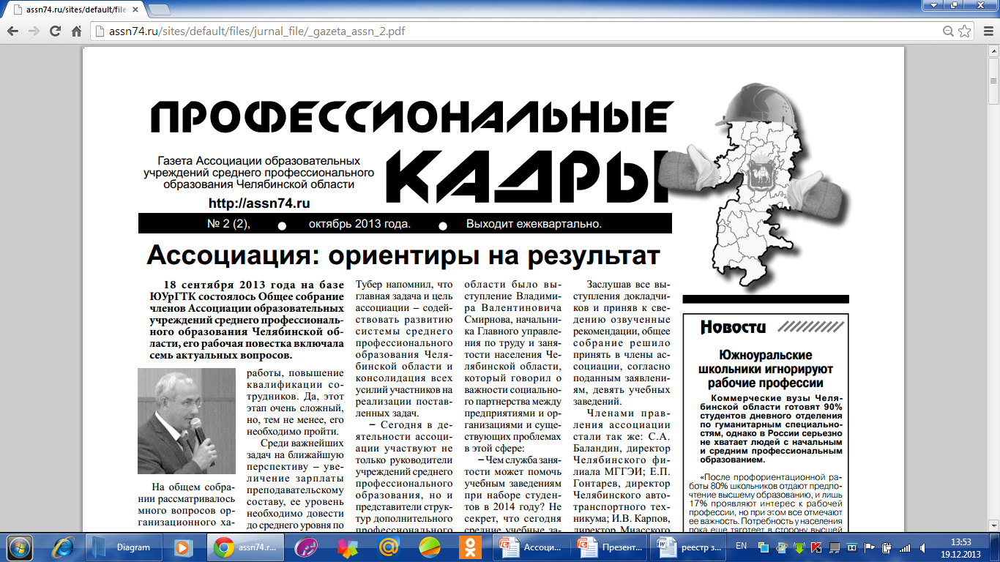 assn74.ru/sites/default/file
assn74.ru/sites/default/files/jurnal_file/_gazeta_assn_2.pdf
ПРОФЕССИОНАЛЬНЫЕ
КАДРЫ
Газета Ассоциации образовательных
учреждений среднего профессионального
образования Челябинской области
http://assn74.ru
№ 2 (2), ● октябрь 2013 года. ● Выходит ежеквартально.
Ассоциация: ориентиры на результат
18 сентября 2013 года на базе
ЮУрГТК состоялось Общее собрание
членов Ассоциации образовательных
учреждений среднего профессиональ-
ного образования Челябинской об-
ласти, его рабочая повестка включала
семь актуальных вопросов.
На общем собра-
нии рассматривалось
много вопросов ор-
ганизационного ха-
работы, повышение
квалификации со-
трудников. Да, этот
этап очень сложный,
но, тем не менее, его
необходимо пройти.
Среди важнейших
задач на ближайшую
перспективу – уве-
личение зарплаты
преподавательскому
составу, ее уровень
необходимо довести
до среднего уровня по
Тубер напомнил, что
главная задача и цель
ассоциации – содей-
ствовать развитию
системы среднего
профессионального
образования Челя-
бинской области и
консолидация всех
усилий участников на
реализации постав-
ленных задач.
– Сегодня в де-
ятельности ассоци-
ации участвуют не
только руководители
учреждений среднего
профессионального
образования, но и
представители струк-
тур дополнительного
профессионального
области было вы-
ступление Владими-
ра Валентиновича
Смирнова, начальни-
ка Главного управле-
ния по труду и заня-
тости населения Че-
лябинской области,
который говорил о
важности социально-
го партнерства между
предприятиями и ор-
ганизациями и суще-
ствующих проблемах
в этой сфере:
– Чем служба заня-
тости может помочь
учебным заведениям
при наборе студен-
тов в 2014 году? Не
секрет, что сегодня
средние учебные за-
Заслушав все вы-
ступления докладчи-
ков и приняв к све-
дению озвученные
рекомендации, общее
собрание решило
принять в члены ас-
социации, согласно
поданным заявлени-
ям, девять учебных
заведений.
Членами прав-
ления ассоциации
стали так же: С.А.
Баландин, директор
Челябинского фи-
лиала МГГЭИ; Е.П.
Гонтарев, директор
Челябинского авто-
транспортного тех-
никума; И.В. Карпов,
директор Миасского
Новости
Южноуральские
школьники игнорируют
рабочие профессии
Коммерческие вузы Челя-
бинской области готовят 90%
студентов дневного отделения
по гуманитарным специально-
стям, однако в России серьезно
не хватает людей с начальным
и средним профессиональным
образованием.
«После профориентационной ра-
боты 80% школьников отдают предпо-
чтение высшему образованию, и лишь
17% проявляют интерес к рабочей
профессии, но при этом все отмечают
ее важность. Потребность у населения
пока еще тяготеет в сторону высшей
Diagram
assn74.r...
Ассоци...
Презент...
реестр з...
EN
13:53
19.12.2013